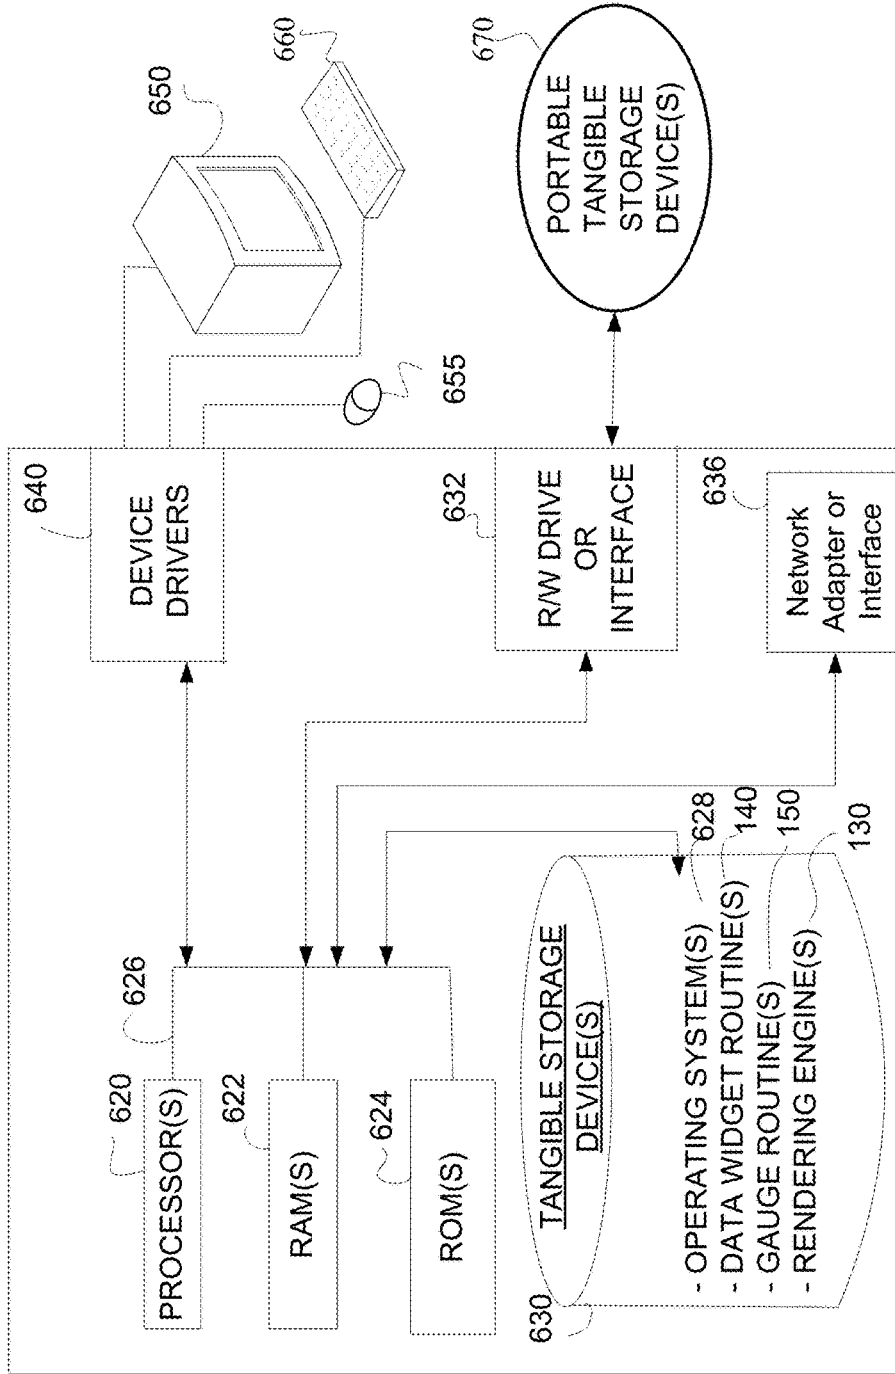 620
PROCESSOR(S)
626
622
RAM(S)
624
ROM(S)
640
DEVICE
DRIVERS
650
660
655
632
R/W DRIVE
OR
INTERFACE
670
PORTABLE
TANGIBLE
STORAGE
DEVICE(S)
636
Network
Adapter or
Interface
630
TANGIBLE STORAGE
DEVICE(S)
- OPERATING SYSTEM(S) 628
- DATA WIDGET ROUTINE(S) 140
- GAUGE ROUTINE(S) 150
- RENDERING ENGINE(S) 130